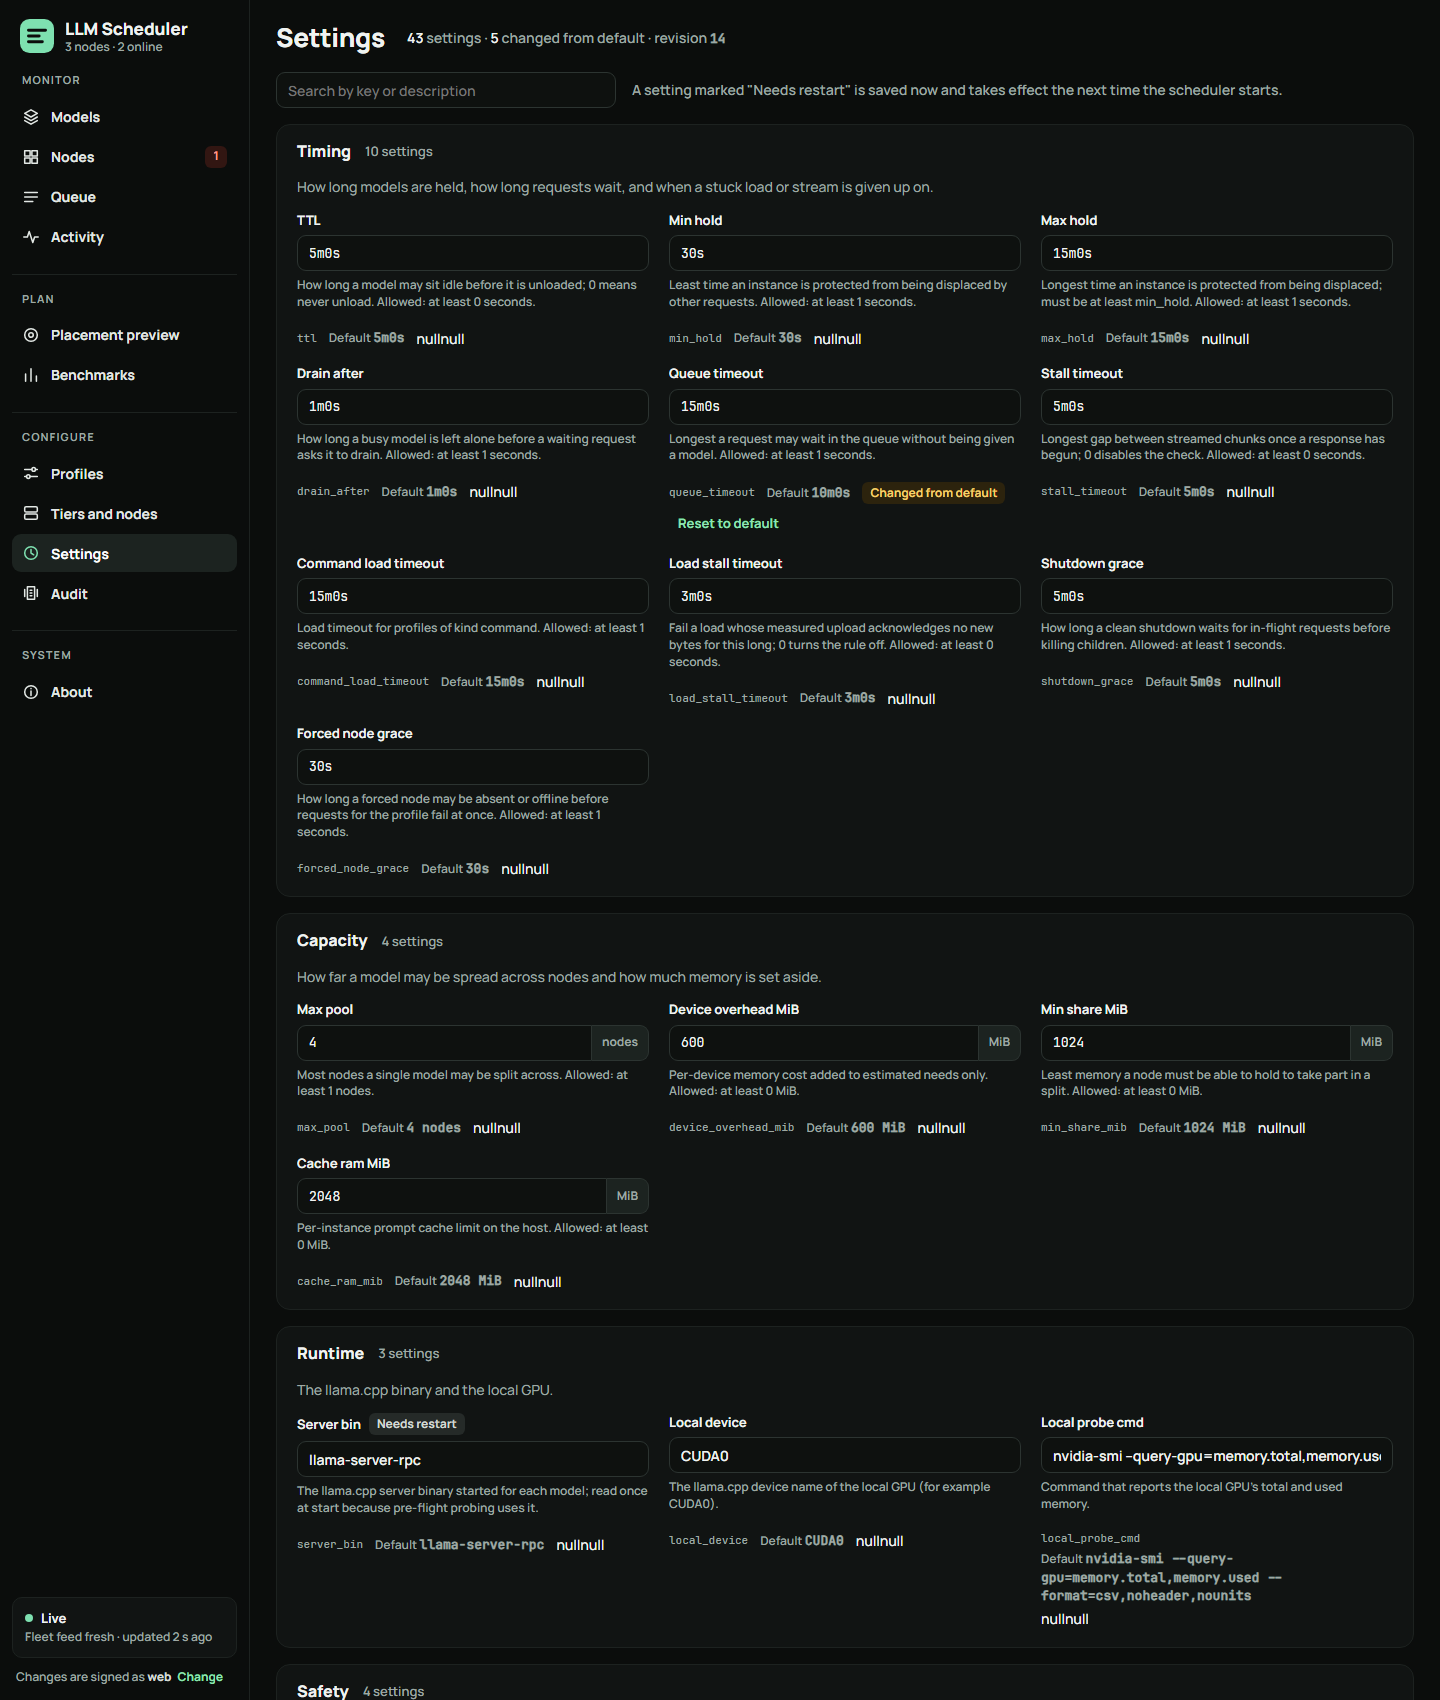 LLM Scheduler
3 nodes · 2 online
MONITOR
Models
Nodes 1
Queue
Activity
PLAN
Placement preview
Benchmarks
CONFIGURE
Profiles
Tiers and nodes
Settings
Audit
SYSTEM
About
Live
Fleet feed fresh · updated 2 s ago
Changes are signed as web Change
Settings 43 settings · 5 changed from default · revision 14
Search by key or description
A setting marked "Needs restart" is saved now and takes effect the next time the scheduler starts.
Timing 10 settings
How long models are held, how long requests wait, and when a stuck load or stream is given up on.
TTL
5m0s
How long a model may sit idle before it is unloaded; 0 means
never unload. Allowed: at least 0 seconds.
ttl Default 5m0s nullnull
Min hold
30s
Least time an instance is protected from being displaced by
other requests. Allowed: at least 1 seconds.
min_hold Default 30s nullnull
Max hold
15m0s
Longest time an instance is protected from being displaced;
must be at least min_hold. Allowed: at least 1 seconds.
max_hold Default 15m0s nullnull
Drain after
1m0s
How long a busy model is left alone before a waiting request
asks it to drain. Allowed: at least 1 seconds.
drain_after Default 1m0s nullnull
Queue timeout
15m0s
Longest a request may wait in the queue without being given
a model. Allowed: at least 1 seconds.
queue_timeout Default 10m0s Changed from default
Reset to default
Stall timeout
5m0s
Longest gap between streamed chunks once a response has
begun; 0 disables the check. Allowed: at least 0 seconds.
stall_timeout Default 5m0s nullnull
Command load timeout
15m0s
Load timeout for profiles of kind command. Allowed: at least 1
seconds.
command_load_timeout Default 15m0s nullnull
Load stall timeout
3m0s
Fail a load whose measured upload acknowledges no new
bytes for this long; 0 turns the rule off. Allowed: at least 0
seconds.
load_stall_timeout Default 3m0s nullnull
Shutdown grace
5m0s
How long a clean shutdown waits for in-flight requests before
killing children. Allowed: at least 1 seconds.
shutdown_grace Default 5m0s nullnull
Forced node grace
30s
How long a forced node may be absent or offline before
requests for the profile fail at once. Allowed: at least 1
seconds.
forced_node_grace Default 30s nullnull
Capacity 4 settings
How far a model may be spread across nodes and how much memory is set aside.
Max pool
4 nodes
Most nodes a single model may be split across. Allowed: at
least 1 nodes.
max_pool Default 4 nodes nullnull
Device overhead MiB
600 MiB
Per-device memory cost added to estimated needs only.
Allowed: at least 0 MiB.
device_overhead_mib Default 600 MiB nullnull
Min share MiB
1024 MiB
Least memory a node must be able to hold to take part in a
split. Allowed: at least 0 MiB.
min_share_mib Default 1024 MiB nullnull
Cache ram MiB
2048 MiB
Per-instance prompt cache limit on the host. Allowed: at least
0 MiB.
cache_ram_mib Default 2048 MiB nullnull
Runtime 3 settings
The llama.cpp binary and the local GPU.
Server bin Needs restart
llama-server-rpc
The llama.cpp server binary started for each model; read once
at start because pre-flight probing uses it.
server_bin Default llama-server-rpc nullnull
Local device
CUDA0
The llama.cpp device name of the local GPU (for example
CUDA0).
local_device Default CUDA0 nullnull
Local probe cmd
nvidia-smi --query-gpu=memory.total,memory.use
Command that reports the local GPU's total and used
memory.
local_probe_cmd
Default nvidia-smi --query-
gpu=memory.total,memory.used --
format=csv,noheader,nounits
nullnull
Safety 4 settings